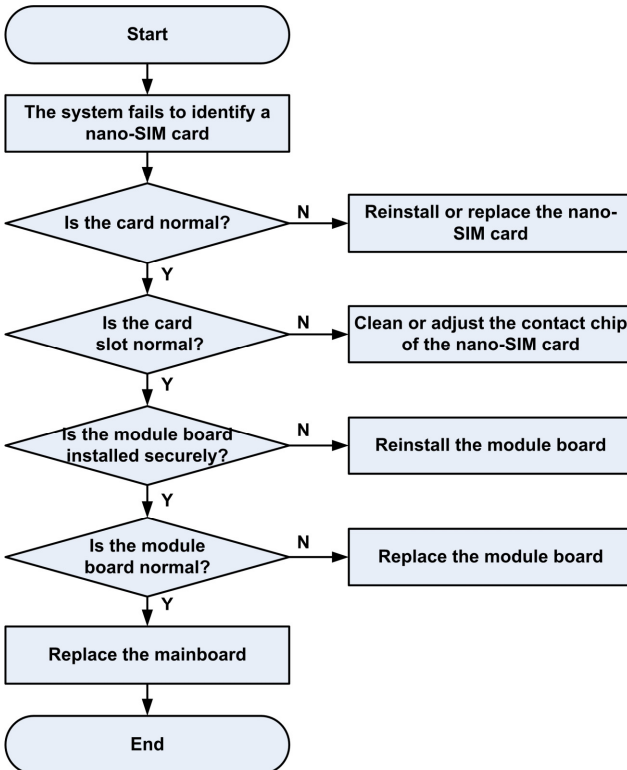 Start
The system fails to identify a
nano-SIM card
Is the card normal?
N
Reinstall or replace the nano-
SIM card
Y
Is the card
slot normal?
N
Clean or adjust the contact chip
of the nano-SIM card
Y
Is the module board
installed securely?
N
Reinstall the module board
Y
Is the module
board normal?
N
Replace the module board
Y
Replace the mainboard
End